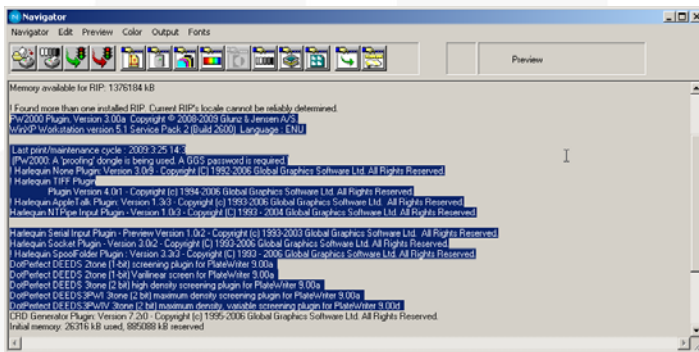 Navigator
Navigator Edit Preview Color Output Fonts
Preview
Memory available for RIP: 1376184 kB
! Found more than one installed RIP. Current RIP's locale cannot be reliably determined.
PW2000 Plugin, Version 3.00a Copyright © 2008-2009 Glunz & Jensen A/S.
WinXP Workstation version 5.1 Service Pack 2 (Build 2600) Language : ENU
Last print/maintenance cycle : 2009:3:25 14:
(PW2000: A 'proofing' dongle is being used. A GGS password is required.
! Harlequin None Plugin: Version 3.0r9 - Copyright (C) 1992-2006 Global Graphics Software Ltd. All Rights Reserved.
! Harlequin TIFF Plugin
Plugin Version 4.0r1 - Copyright (c) 1994-2006 Global Graphics Software Ltd. All Rights Reserved.
! Harlequin AppleTalk Plugin: Version 1.3r3 - Copyright (c) 1993-2006 Global Graphics Software Ltd. All Rights Reserved.
Harlequin NTPipe Input Plugin - Version 1.0r3 - Copyright (C) 1993 - 2004 Global Graphics Software Ltd. All Rights Reserved.
Harlequin Serial Input Plugin - Preview Version 1.0r2 - Copyright (c) 1993-2003 Global Graphics Software Ltd. All Rights Reserved.
Harlequin Socket Plugin - Version 3.0r2 - Copyright (C) 1993-2006 Global Graphics Software Ltd. All Rights Reserved.
? Harlequin SpoolFolder Plugin : Version 3.3r3 - Copyright (C) 1993 - 2006 Global Graphics Software Ltd. All Rights Reserved.
DotPerfect DEEDS 2tone (1-bit) screening plugin for PlateWriter 9.00a
DotPerfect DEEDS 2tone (1-bit) Varilinear screen for PlateWriter 9.00a
DotPerfect DEEDS 3tone (2 bit) high density screening plugin for PlateWriter 9.00a
DotPerfect DEEDS3PWI 3tone (2 bit) maximum density screening plugin for PlateWriter 9.00a
DotPerfect DEEDS3PWIV 3tone (2 bit) maximum density, variable screening plugin for PlateWriter 9.00d
CRD Generator Plugin: Version 7.2r0 - Copyright (c) 1995-2006 Global Graphics Software Ltd. All Rights Reserved.
Initial memory: 26316 kB used, 885088 kB reserved